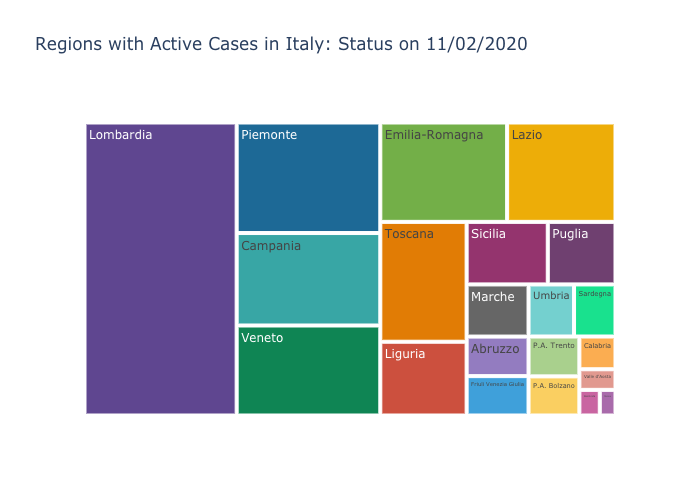 Regions with Active Cases in Italy: Status on 11/02/2020
Lombardia
Piemonte
Emilia-Romagna
Lazio
Toscana
Sicilia
Puglia
Campania
Marche
Umbria
Sardegna
Veneto
Liguria
Abruzzo
P.A. Trento
Calabria
Valle d'Aosta
Friuli Venezia Giulia
P.A. Bolzano